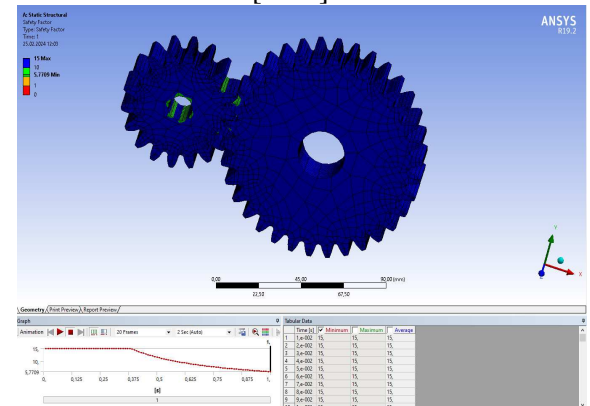 A: Static Structural
Safety Factor
Type: Safety Factor
Time: 1
25.02.2024 12:03
ANSYS
R19.2
15 Max
10
5,7709 Min
1
0
Y
X
0,00 45,00 90,00 (mm)
22,50 67,50
Geometry / Print Preview \ Report Preview /
Graph
Tabular Data
Animation 20 Frames 2 Sec (Auto)
Time [s] Minimum Maximum Average
1 1,e-002 15, 15, 15,
2 2,e-002 15, 15, 15,
3 3,e-002 15, 15, 15,
4 4,e-002 15, 15, 15,
5 5,e-002 15, 15, 15,
6 6,e-002 15, 15, 15,
7 7,e-002 15, 15, 15,
8 8,e-002 15, 15, 15,
9 9,e-002 15, 15, 15,
1,
15,
10,
5,7709
0, 0,125 0,25 0,375 0,5 0,625 0,75 0,875 1,
[s]
1